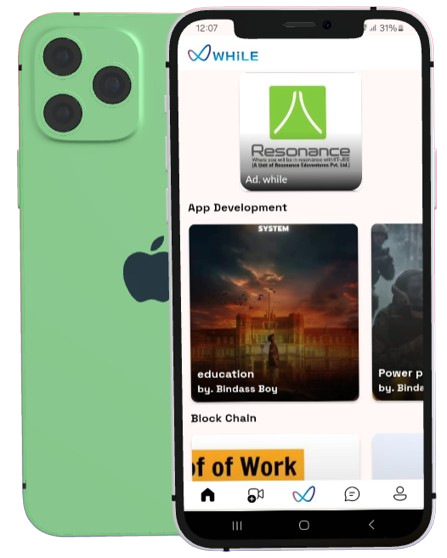 12:07
31%
WHiLE
Resonance
Where you will be in resonance with IIT-JEE
(A Unit of Resonance Eduventures Pvt. Ltd.)
Ad. while
App Development
SYSTEM
education
by. Bindass Boy
Power p
by. Binda
Block Chain
of of Work